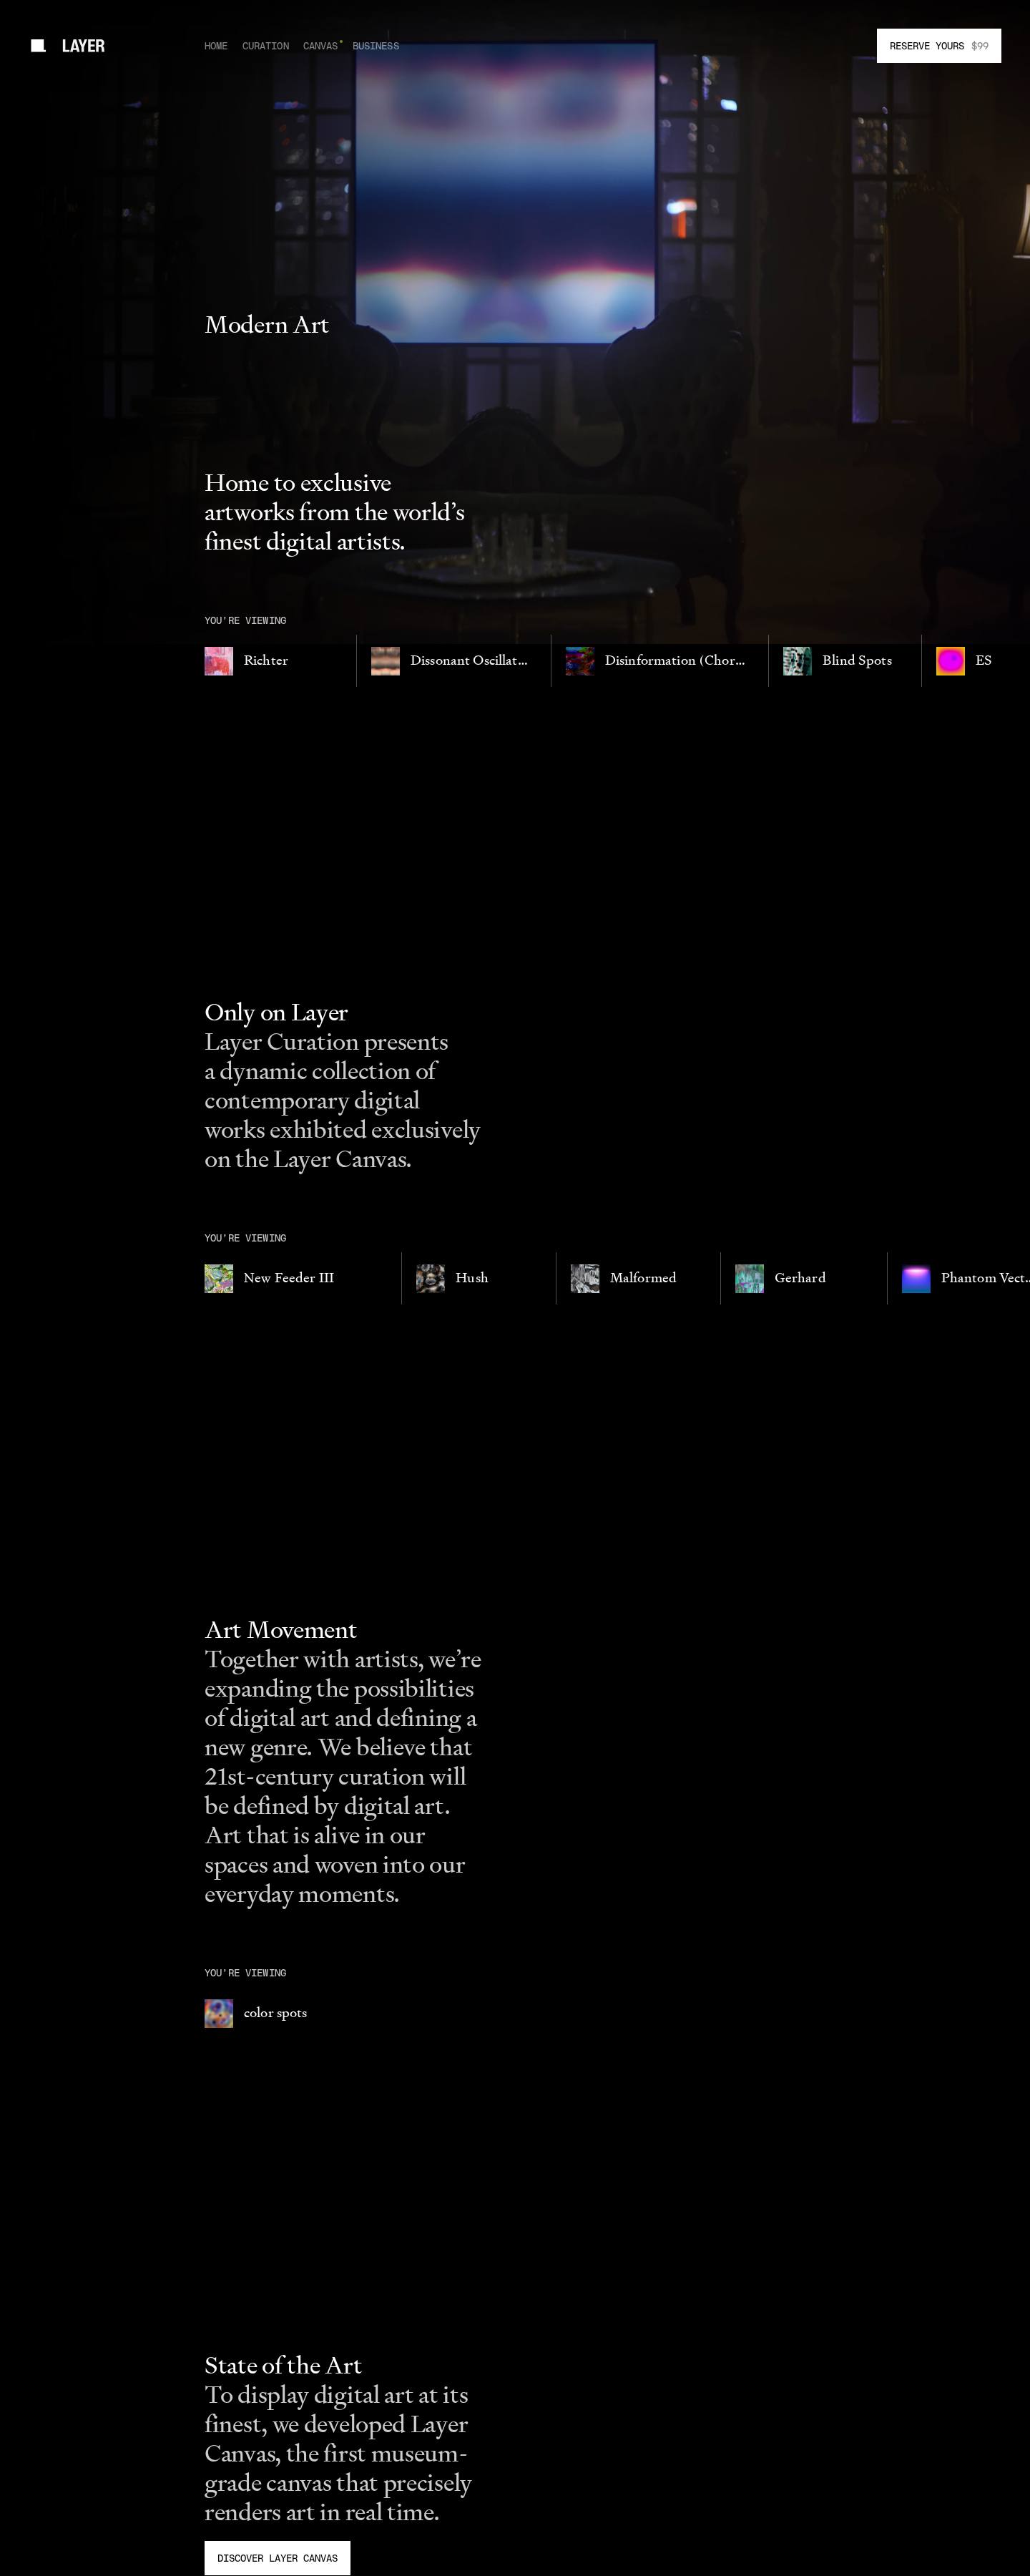 LAYER
HOME CURATION CANVAS BUSINESS
RESERVE YOURS $99
Modern Art
Home to exclusive
artworks from the world’s
finest digital artists.
YOU'RE VIEWING
Richter
Dissonant Oscillat...
Disinformation (Chor...
Blind Spots
ES
Only on Layer
Layer Curation presents
a dynamic collection of
contemporary digital
works exhibited exclusively
on the Layer Canvas.
YOU'RE VIEWING
New Feeder III
Hush
Malformed
Gerhard
Phantom Vect...
Art Movement
Together with artists, we’re
expanding the possibilities
of digital art and defining a
new genre. We believe that
21st-century curation will
be defined by digital art.
Art that is alive in our
spaces and woven into our
everyday moments.
YOU'RE VIEWING
color spots
State of the Art
To display digital art at its
finest, we developed Layer
Canvas, the first museum-
grade canvas that precisely
renders art in real time.
DISCOVER LAYER CANVAS